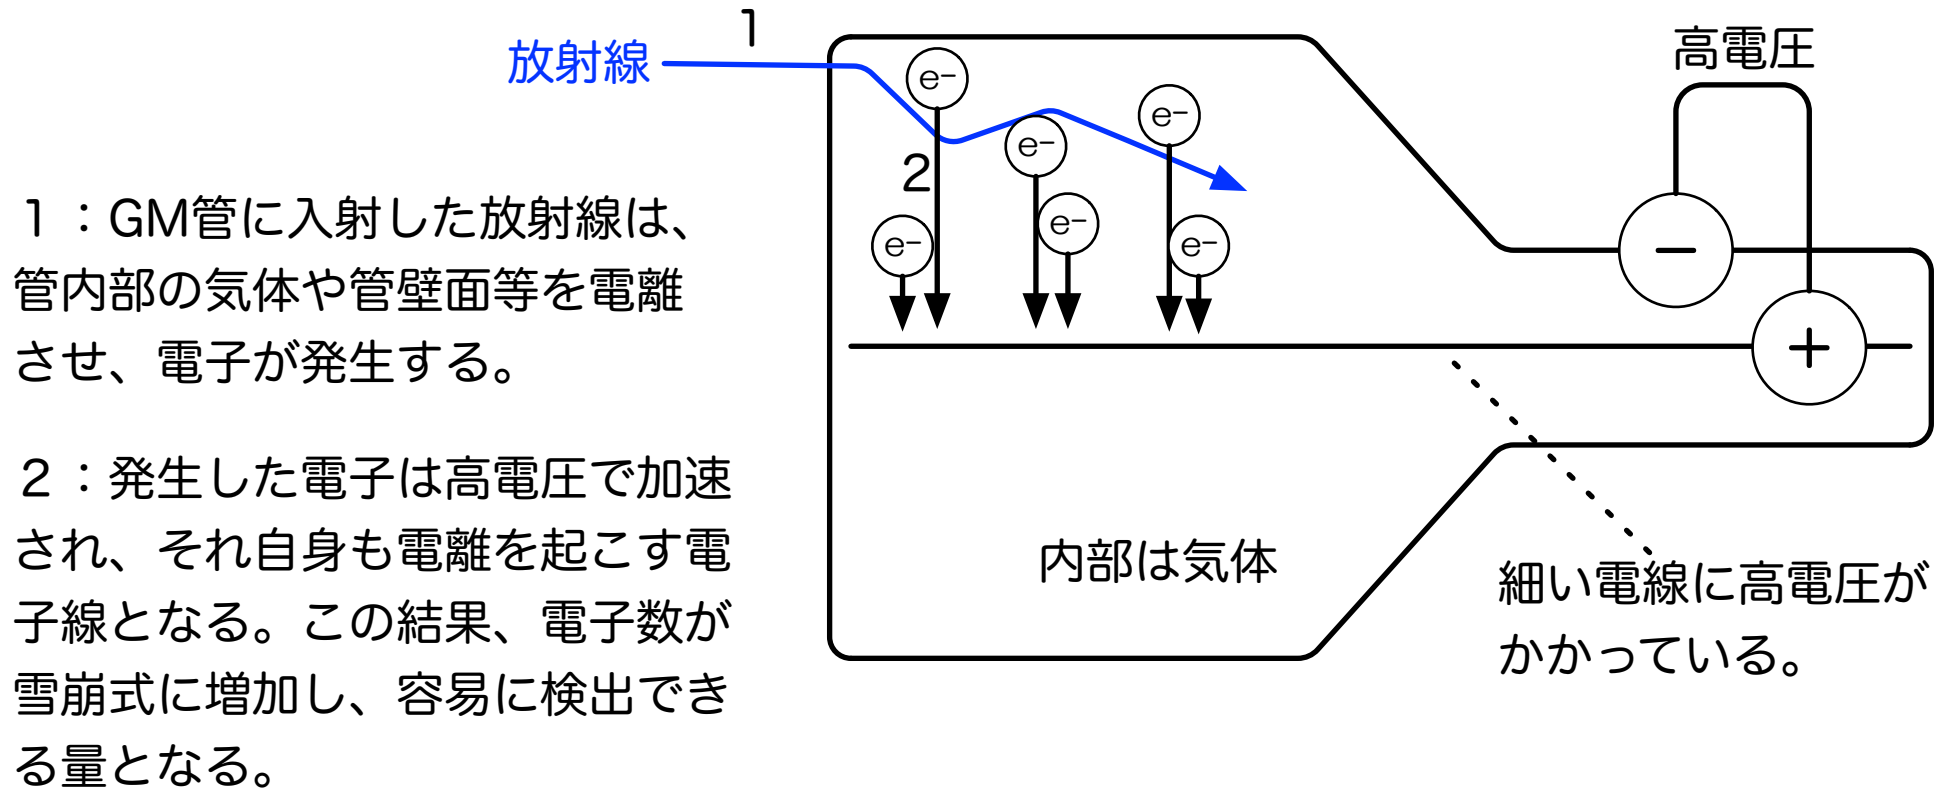 1
放射線
高電圧
e−
e−
e−
2
e−
e−
e−
−
+
1：GM管に入射した放射線は、
管内部の気体や管壁面等を電離
させ、電子が発生する。
2：発生した電子は高電圧で加速
され、それ自身も電離を起こす電
子線となる。この結果、電子数が
雪崩式に増加し、容易に検出でき
る量となる。
内部は気体
細い電線に高電圧が
かかっている。